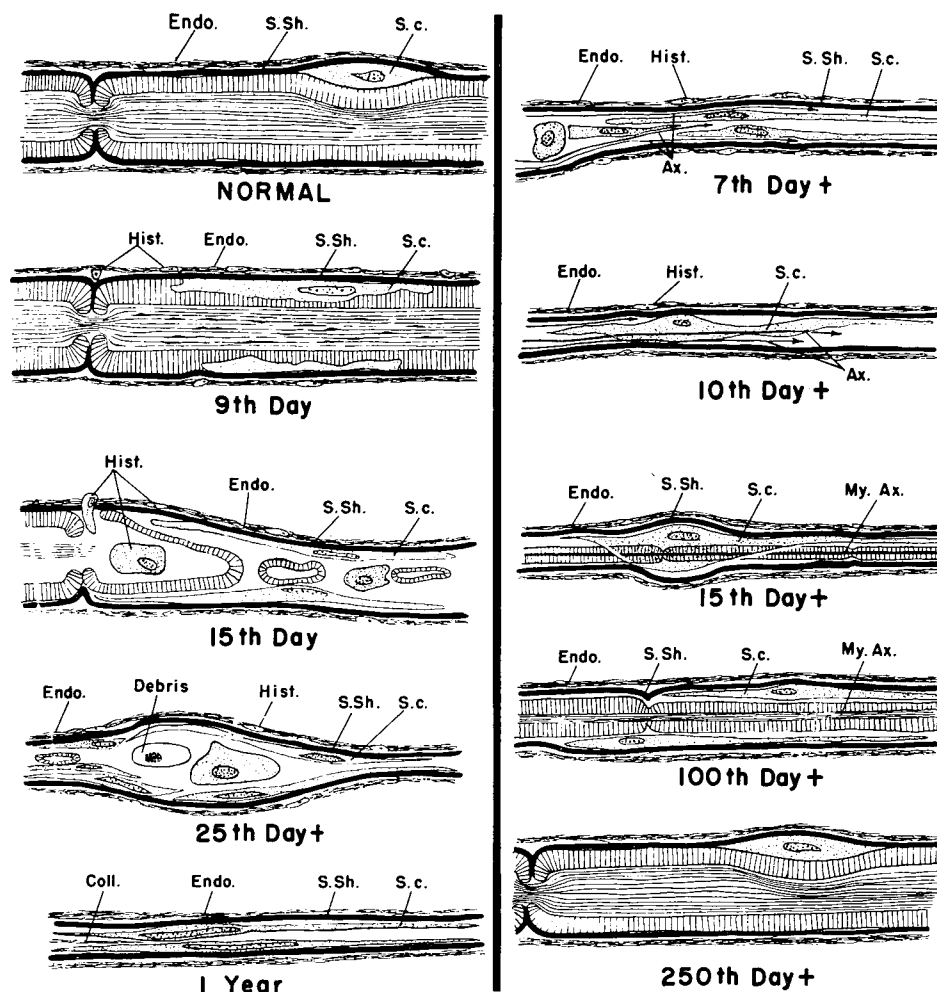 Endo. S.Sh. S.c.
NORMAL
Hist. Endo. S.Sh. S.c.
9th Day
Hist. Endo. S.Sh. S.c.
15th Day
Endo. Debris Hist. S.Sh. S.c.
25th Day+
Coll. Endo. S.Sh. S.c.
1 Year
Endo. Hist. S.Sh. S.c.
Ax.
7th Day +
Endo. Hist. S.c.
Ax.
10th Day +
Endo. S.Sh. S.c. My. Ax.
15th Day+
Endo. S.Sh. S.c. My. Ax.
100th Day+
250th Day+